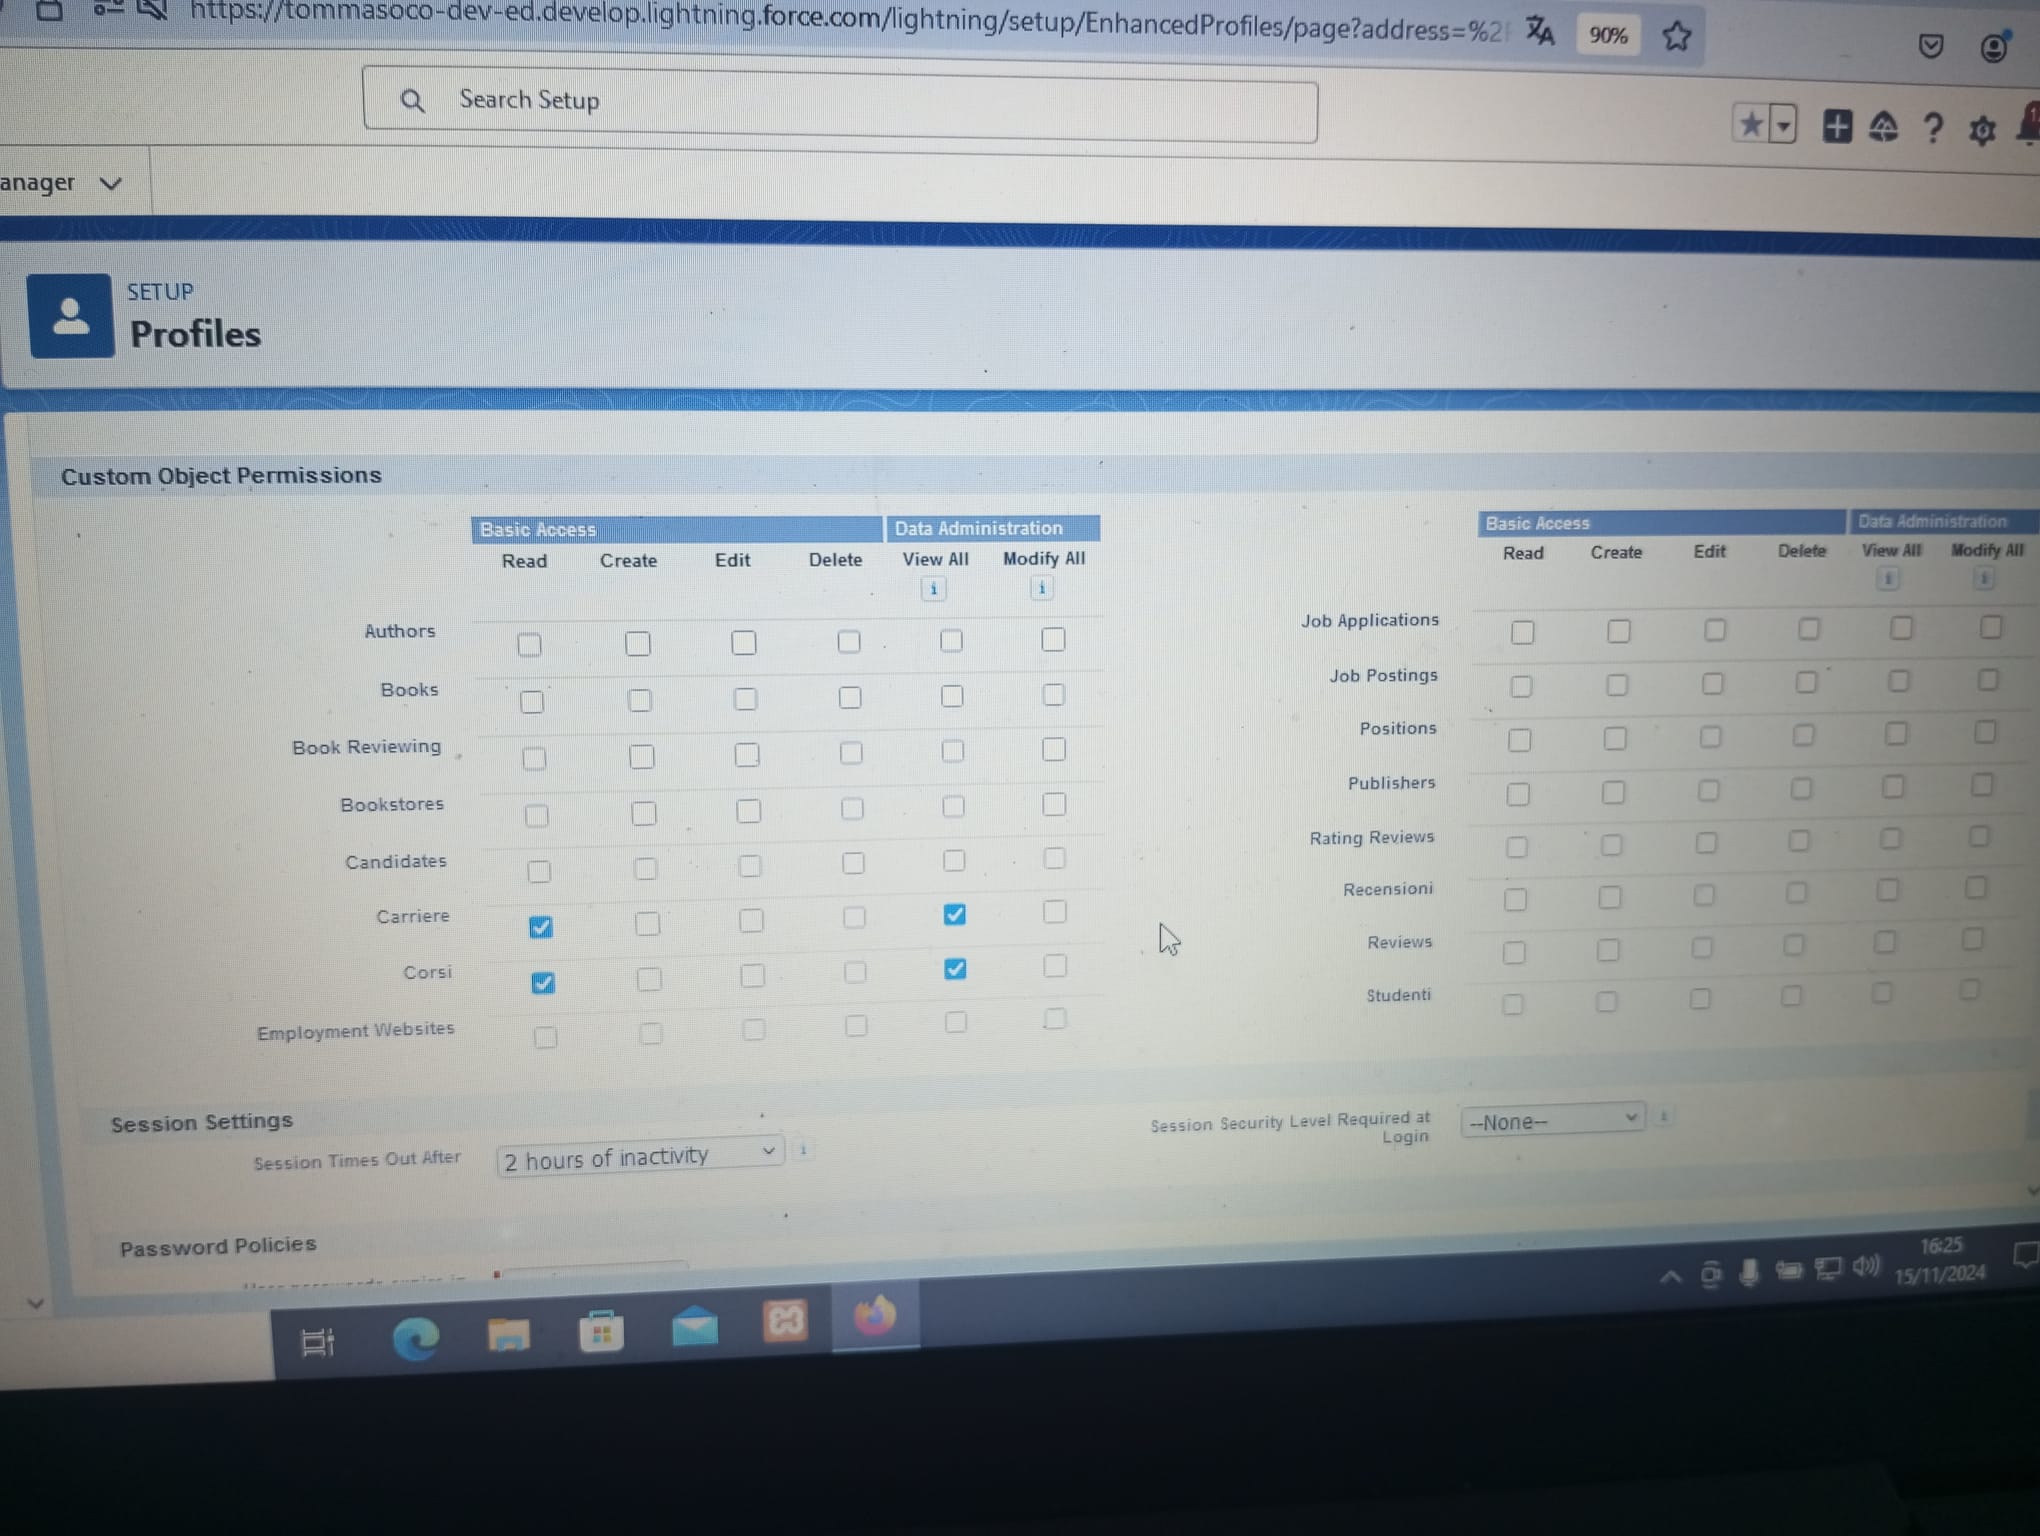 https://tommasoco-dev-ed.develop.lightning.force.com/lightning/setup/EnhancedProfiles/page?address=%2
90%
Search Setup
anager
SETUP
Profiles
Custom Object Permissions
Basic Access Data Administration
Read Create Edit Delete View All Modify All
Authors
Books
Book Reviewing
Bookstores
Candidates
Carriere
Corsi
Employment Websites
Basic Access Data Administration
Read Create Edit Delete View All Modify All
Job Applications
Job Postings
Positions
Publishers
Rating Reviews
Recensioni
Reviews
Studenti
Session Settings
Session Times Out After 2 hours of inactivity
Session Security Level Required at
Login
--None--
Password Policies
16:25
15/11/2024